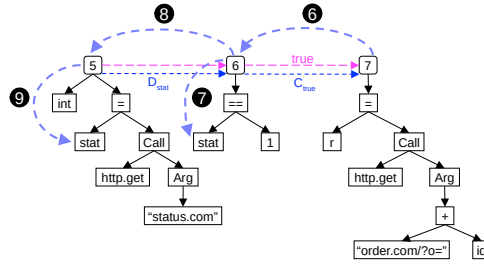 8 6
5 6 7
true
D_stat C_true
9 7
int = == =
stat Call stat 1 r Call
http.get Arg http.get Arg
“status.com” +
“order.com/?o=”